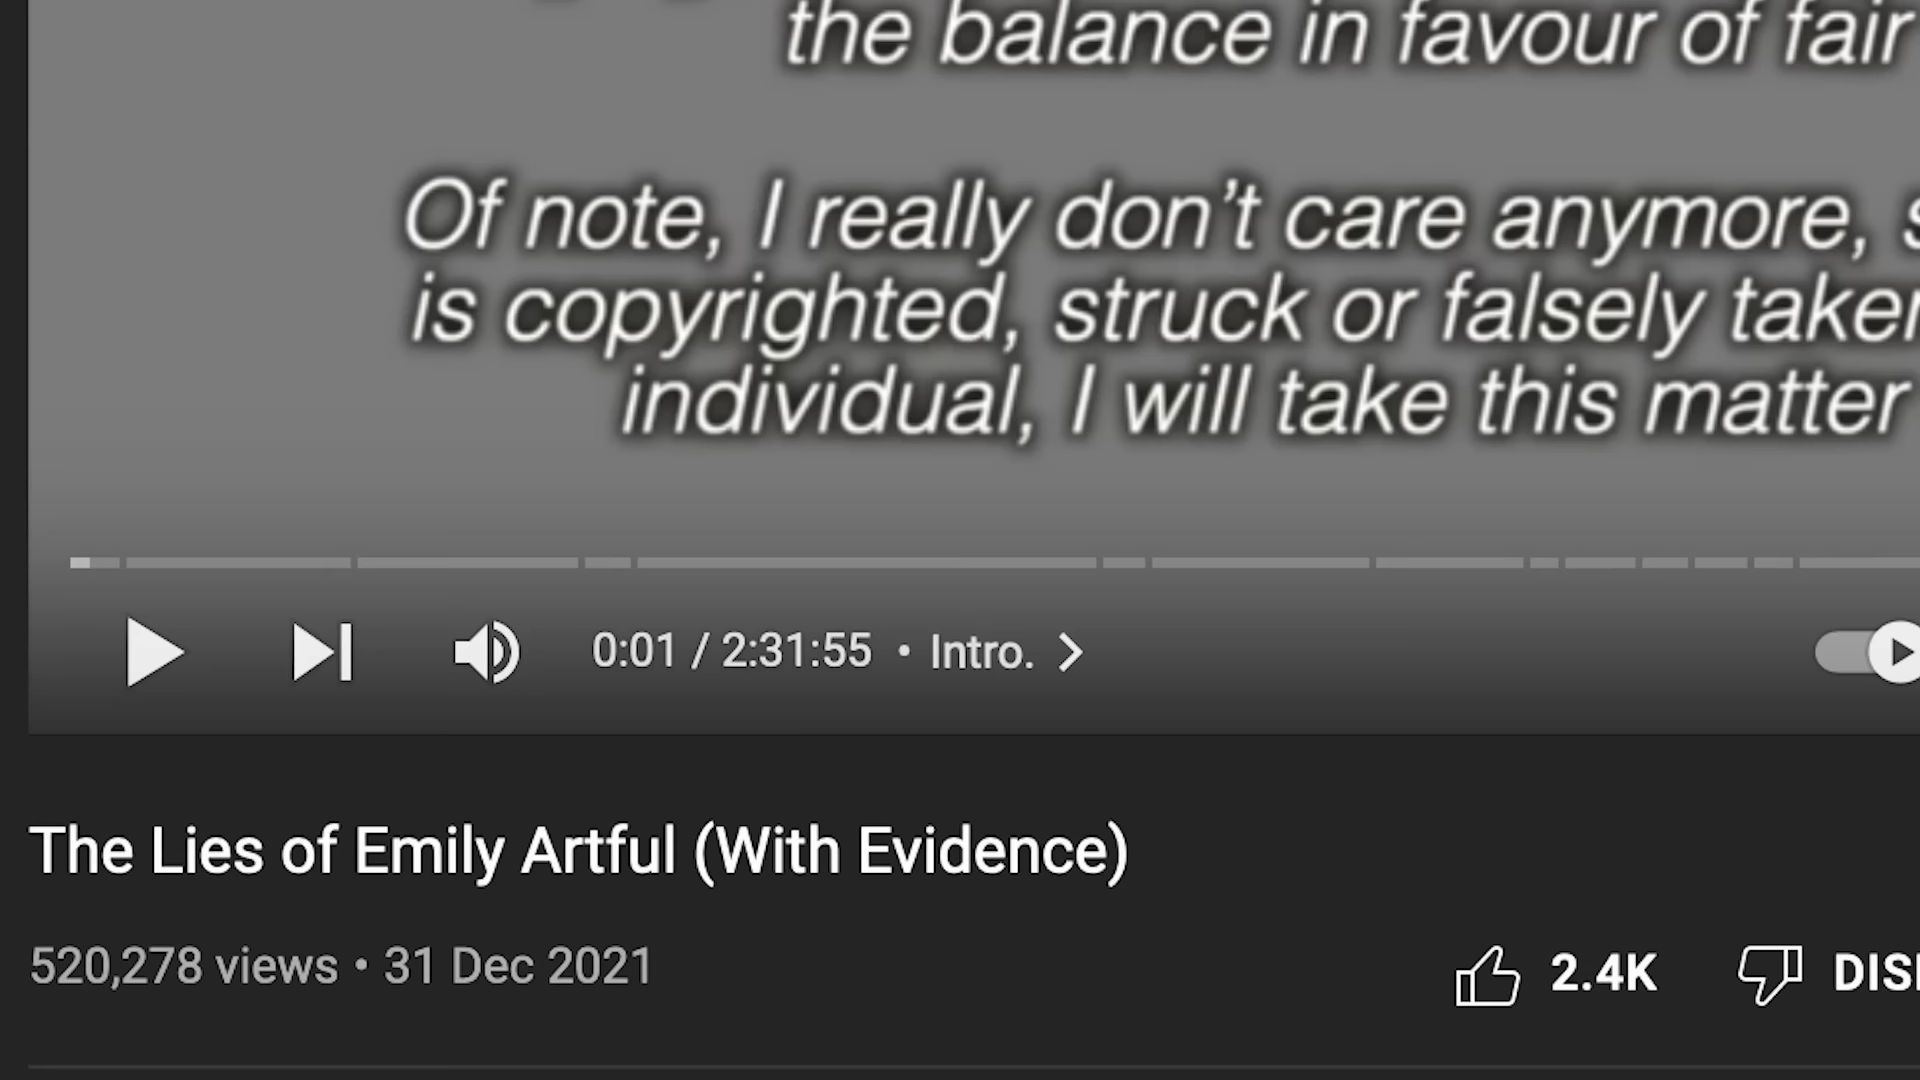 the balance in favour of fair
Of note, I really don't care anymore,
is copyrighted, struck or falsely
individual, I will take this matter
0:01 / 2:31:55 • Intro.
The Lies of Emily Artful (With Evidence)
520,278 views • 31 Dec 2021
2.4K